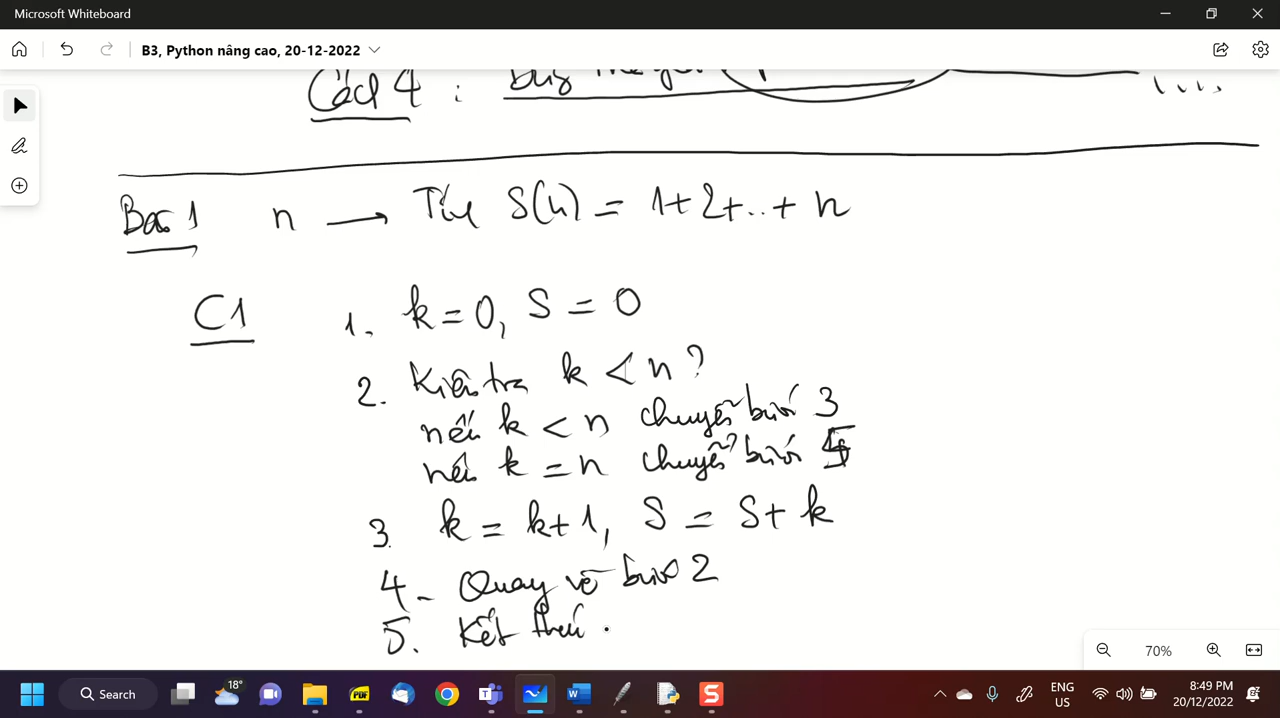 Microsoft Whiteboard
B3, Python nâng cao, 20-12-2022
Cách 4 :
....
Bài 1 n → Tính S(n) = 1+2+..+ n
C1
1. k = 0, S = 0
2. Kiểm tra k < n ?
nếu k < n chuyển bước 3
nếu k = n chuyển bước 5
3. k = k+1, S = S + k
4. Quay về bước 2
5. Kết thúc .
70%
Search
18°
PDF
ENG
US
8:49 PM
20/12/2022